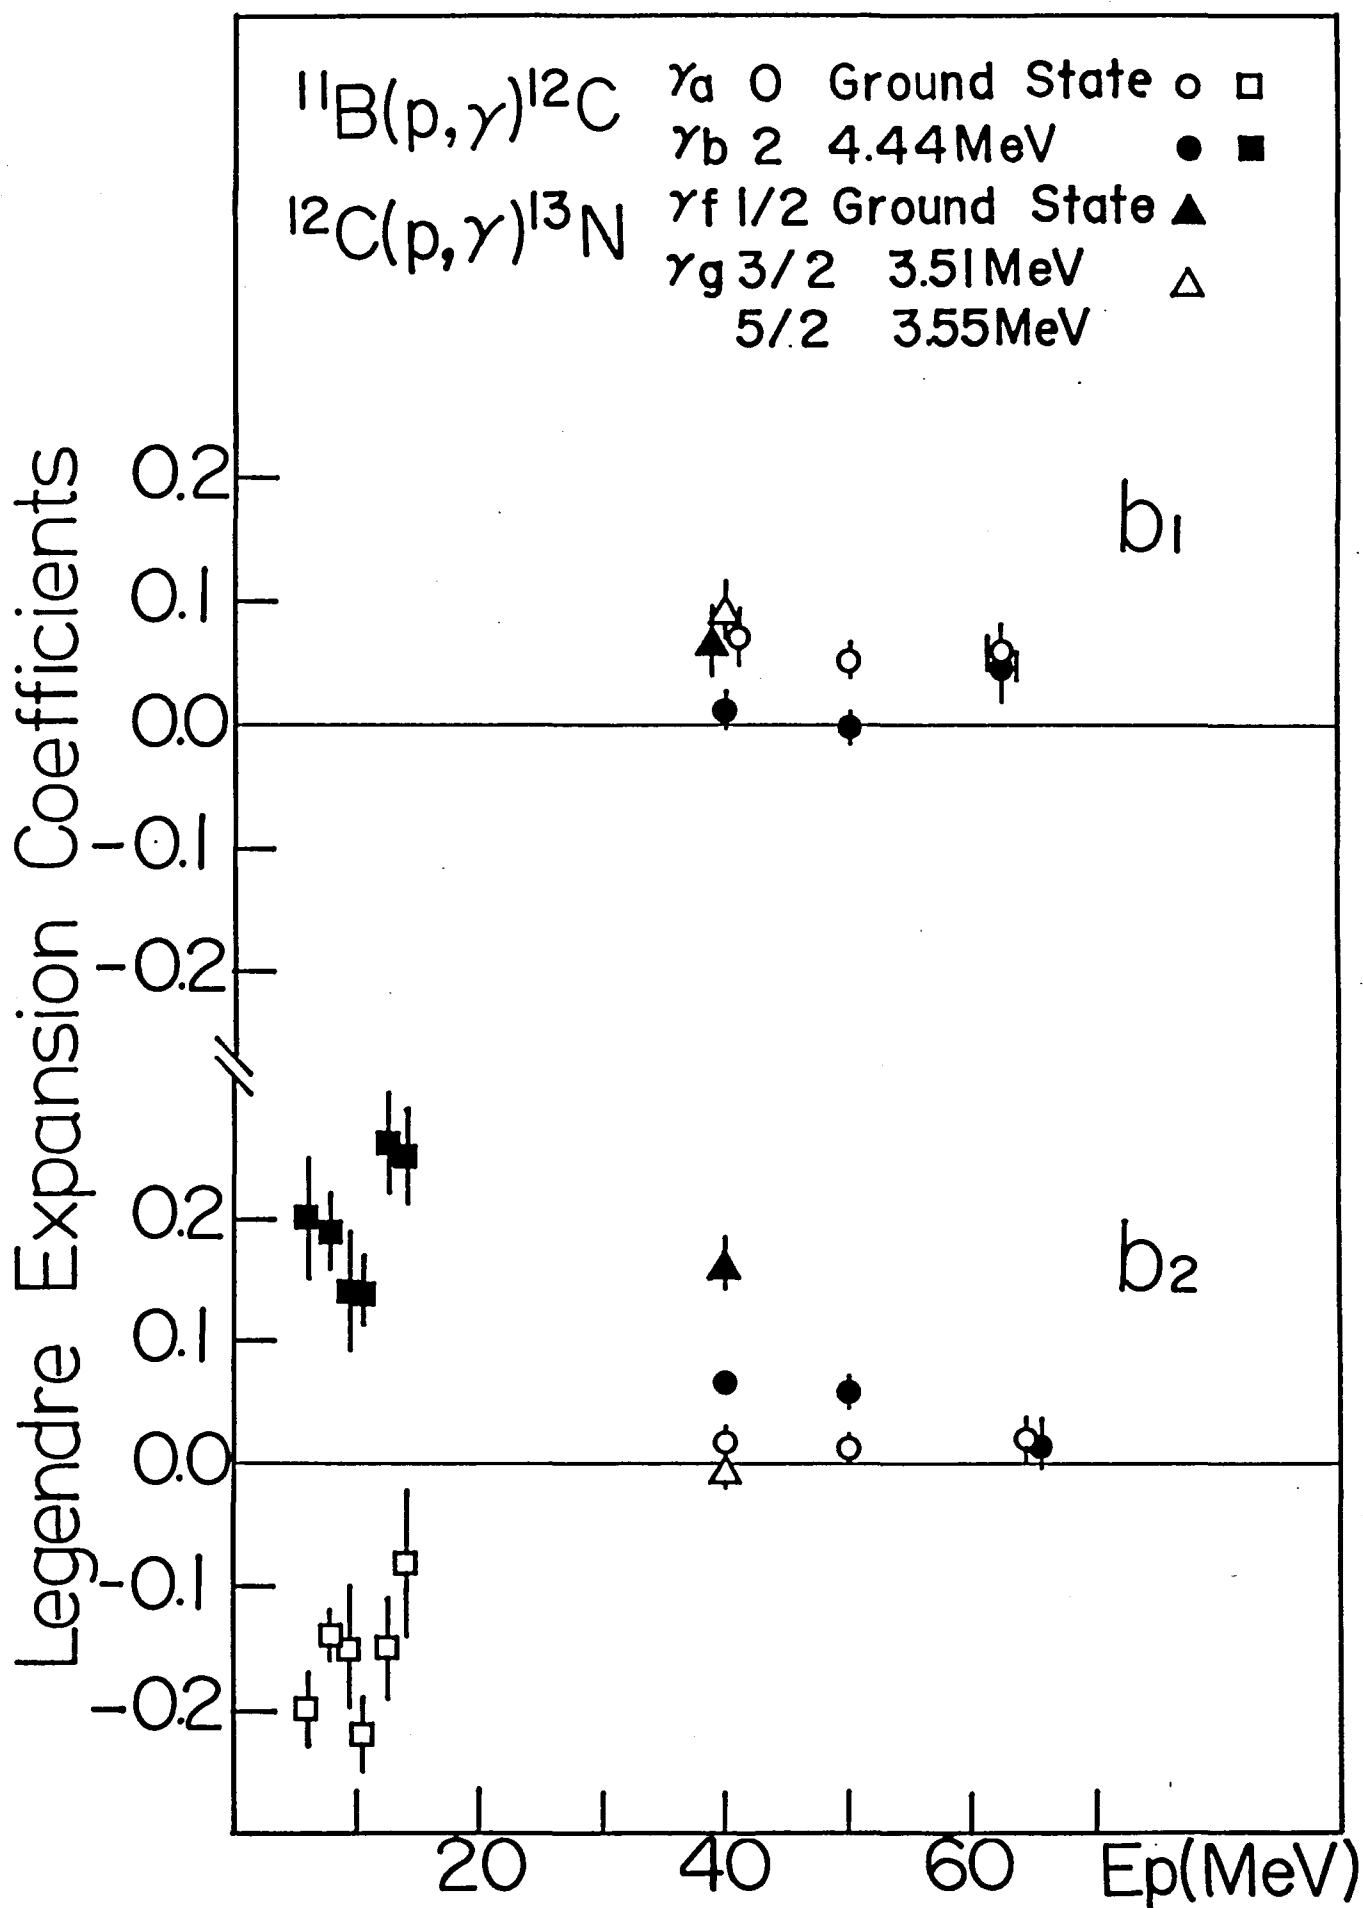 ¹¹B(p,γ)¹²C γa 0 Ground State
γb 2 4.44MeV
¹²C(p,γ)¹³N γf 1/2 Ground State
γg 3/2 3.51MeV
5/2 3.55MeV
Legendre Expansion Coefficients
0.2
b₁
0.1
0.0
-0.1
-0.2
0.2
b₂
0.1
0.0
-0.1
-0.2
20 40 60 Ep(MeV)